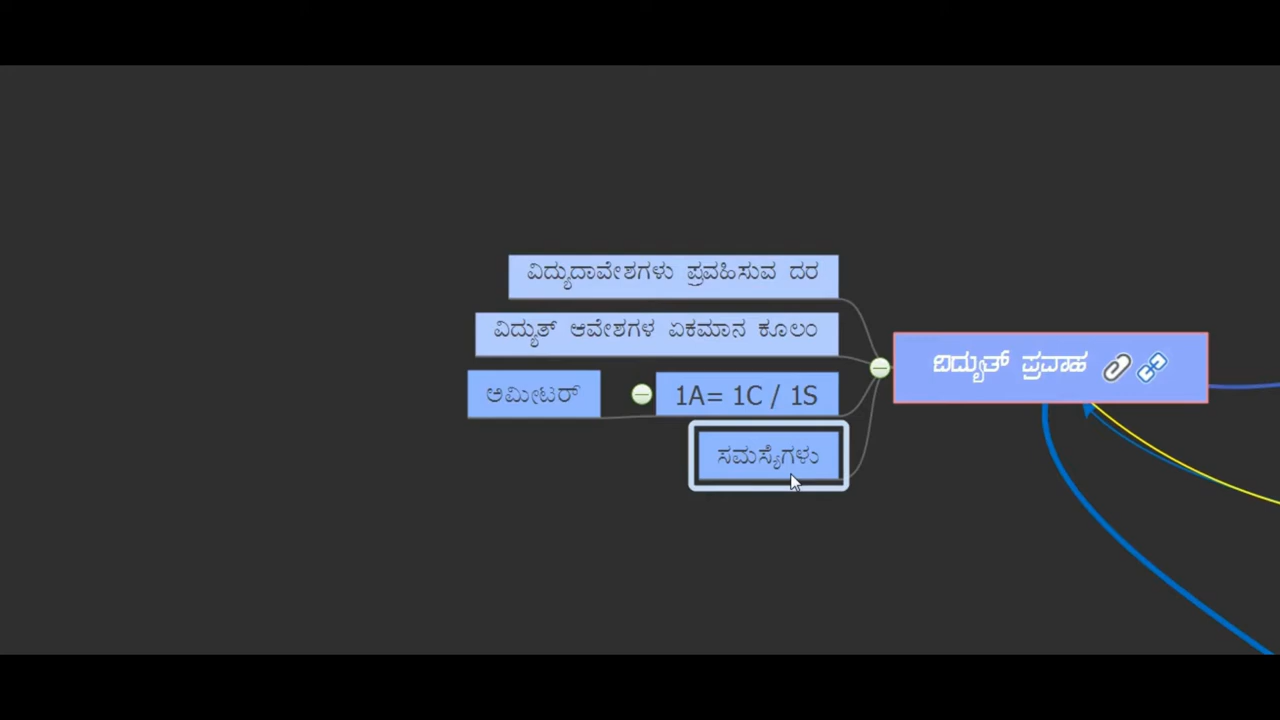 ವಿದ್ಯುದಾವೇಶಗಳು ಪ್ರವಹಿಸುವ ದರ
ವಿದ್ಯುತ್ ಆವೇಶಗಳ ಏಕಮಾನ ಕೂಲಂ
ವಿದ್ಯುತ್ ಪ್ರವಾಹ
ಅಮೀಟರ್
1A= 1C / 1S
ಸಮಸ್ಯೆಗಳು